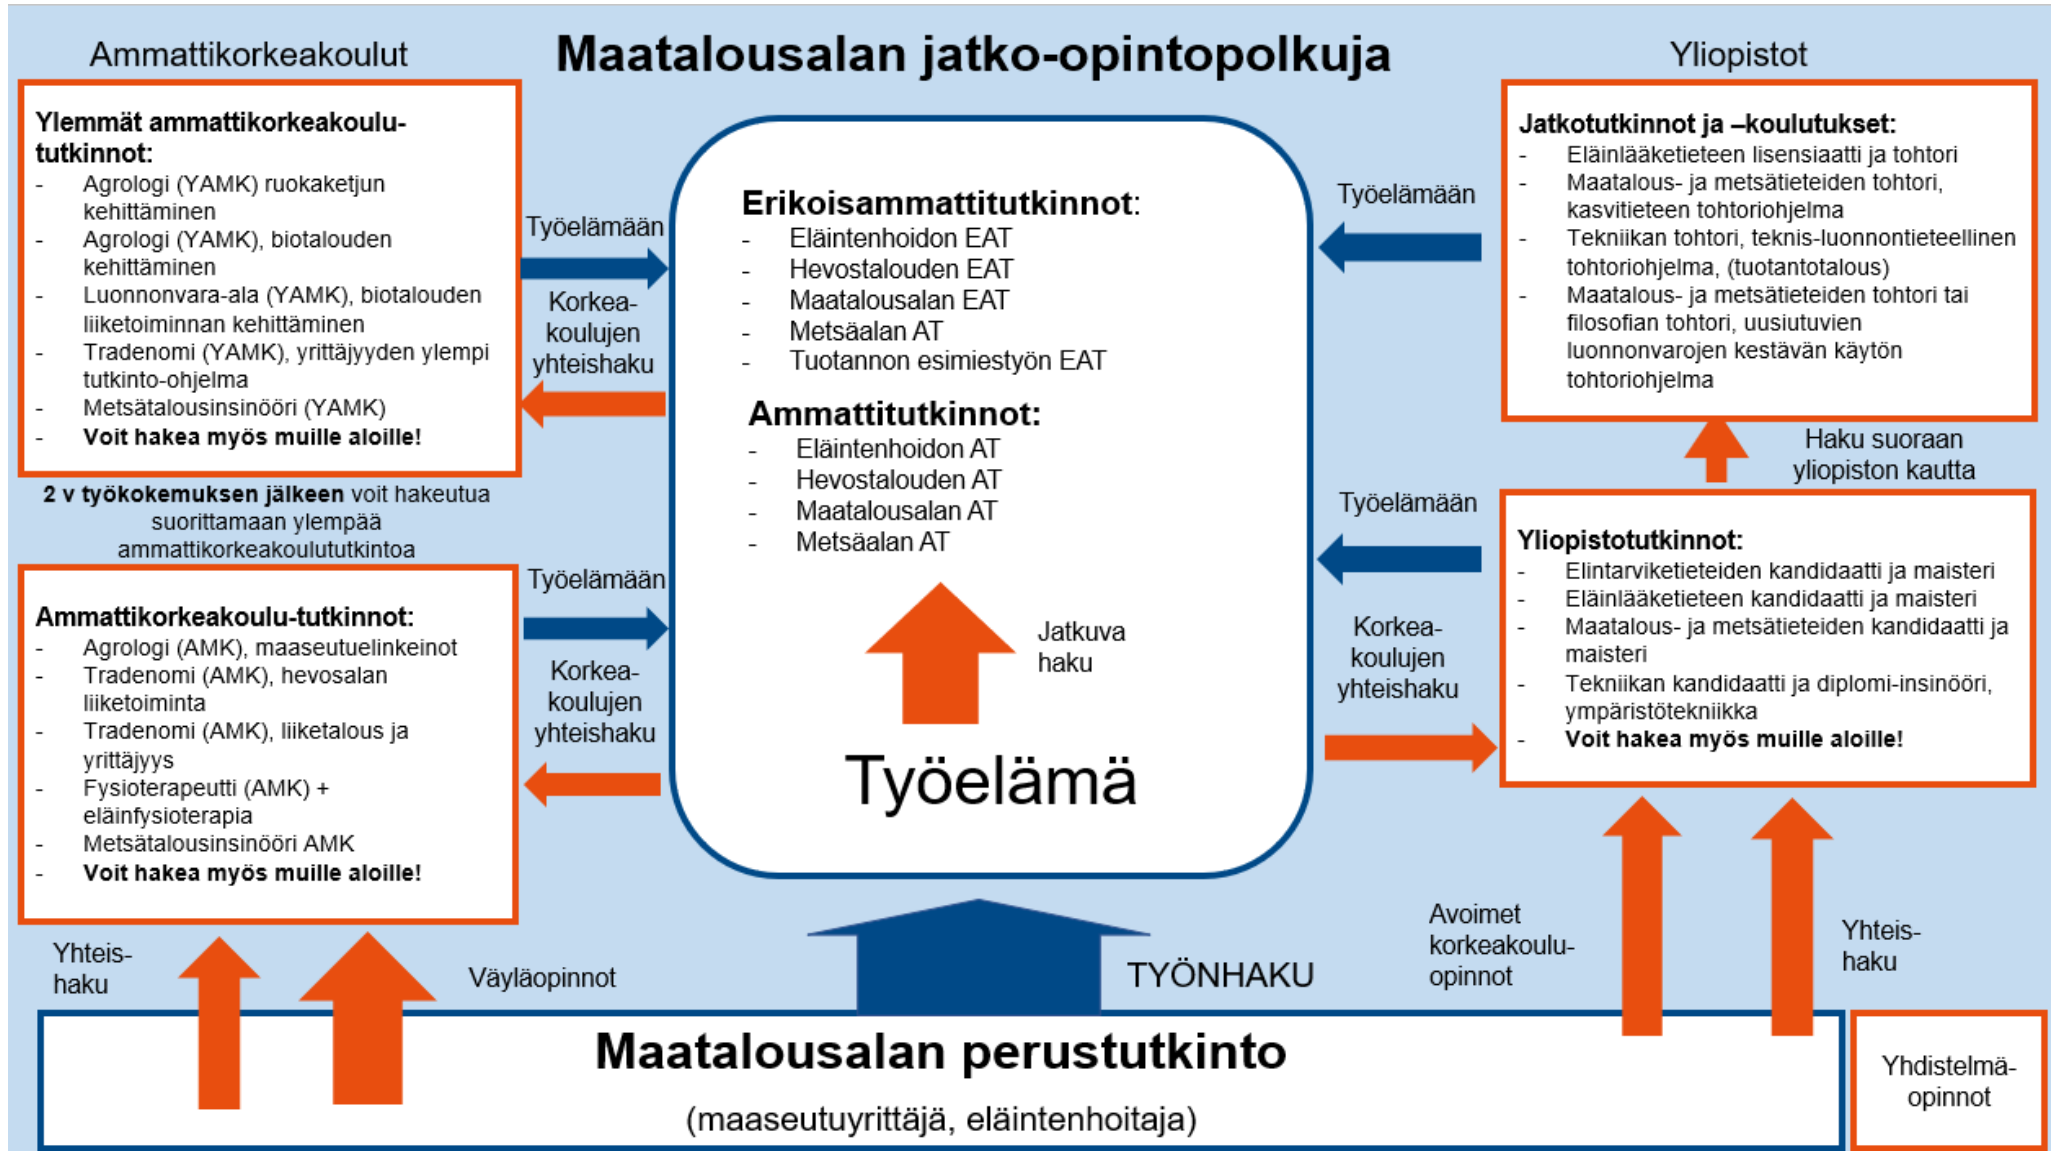 Maatalousalan jatko-opintopolkuja
Ammattikorkeakoulut
Ylemmät ammattikorkeakoulu-
tutkinnot:
- Agrologi (YAMK) ruokaketjun
kehittäminen
- Agrologi (YAMK), biotalouden
kehittäminen
- Luonnonvara-ala (YAMK), biotalouden
liiketoiminnan kehittäminen
- Tradenomi (YAMK), yrittäjyyden ylempi
tutkinto-ohjelma
- Metsätalousinsinööri (YAMK)
- Voit hakea myös muille aloille!
2 v työkokemuksen jälkeen voit hakeutua
suorittamaan ylempää
ammattikorkeakoulututkintoa
Ammattikorkeakoulu-tutkinnot:
- Agrologi (AMK), maaseutuelinkeinot
- Tradenomi (AMK), hevosalan
liiketoiminta
- Tradenomi (AMK), liiketalous ja
yrittäjyys
- Fysioterapeutti (AMK) +
eläinfysioterapia
- Metsätalousinsinööri AMK
- Voit hakea myös muille aloille!
Yhteis-
haku
Väyläopinnot
Työelämään
Korkea-
koulujen
yhteishaku
Työelämään
Korkea-
koulujen
yhteishaku
Erikoisammattitutkinnot:
- Eläintenhoidon EAT
- Hevostalouden EAT
- Maatalousalan EAT
- Metsäalan AT
- Tuotannon esimiestyön EAT
Ammattitutkinnot:
- Eläintenhoidon AT
- Hevostalouden AT
- Maatalousalan AT
- Metsäalan AT
Jatkuva
haku
Työelämä
TYÖNHAKU
Työelämään
Työelämään
Korkea-
koulujen
yhteishaku
Yliopistot
Jatkotutkinnot ja –koulutukset:
- Eläinlääketieteen lisensiaatti ja tohtori
- Maatalous- ja metsätieteiden tohtori,
kasvitieteen tohtoriohjelma
- Tekniikan tohtori, teknis-luonnontieteellinen
tohtoriohjelma, (tuotantotalous)
- Maatalous- ja metsätieteiden tohtori tai
filosofian tohtori, uusiutuvien
luonnonvarojen kestävän käytön
tohtoriohjelma
Haku suoraan
yliopiston kautta
Yliopistotutkinnot:
- Elintarviketieteiden kandidaatti ja maisteri
- Eläinlääketieteen kandidaatti ja maisteri
- Maatalous- ja metsätieteiden kandidaatti ja
maisteri
- Tekniikan kandidaatti ja diplomi-insinööri,
ympäristötekniikka
- Voit hakea myös muille aloille!
Avoimet
korkeakoulu-
opinnot
Yhteis-
haku
Maatalousalan perustutkinto
(maaseutuyrittäjä, eläintenhoitaja)
Yhdistelmä-
opinnot